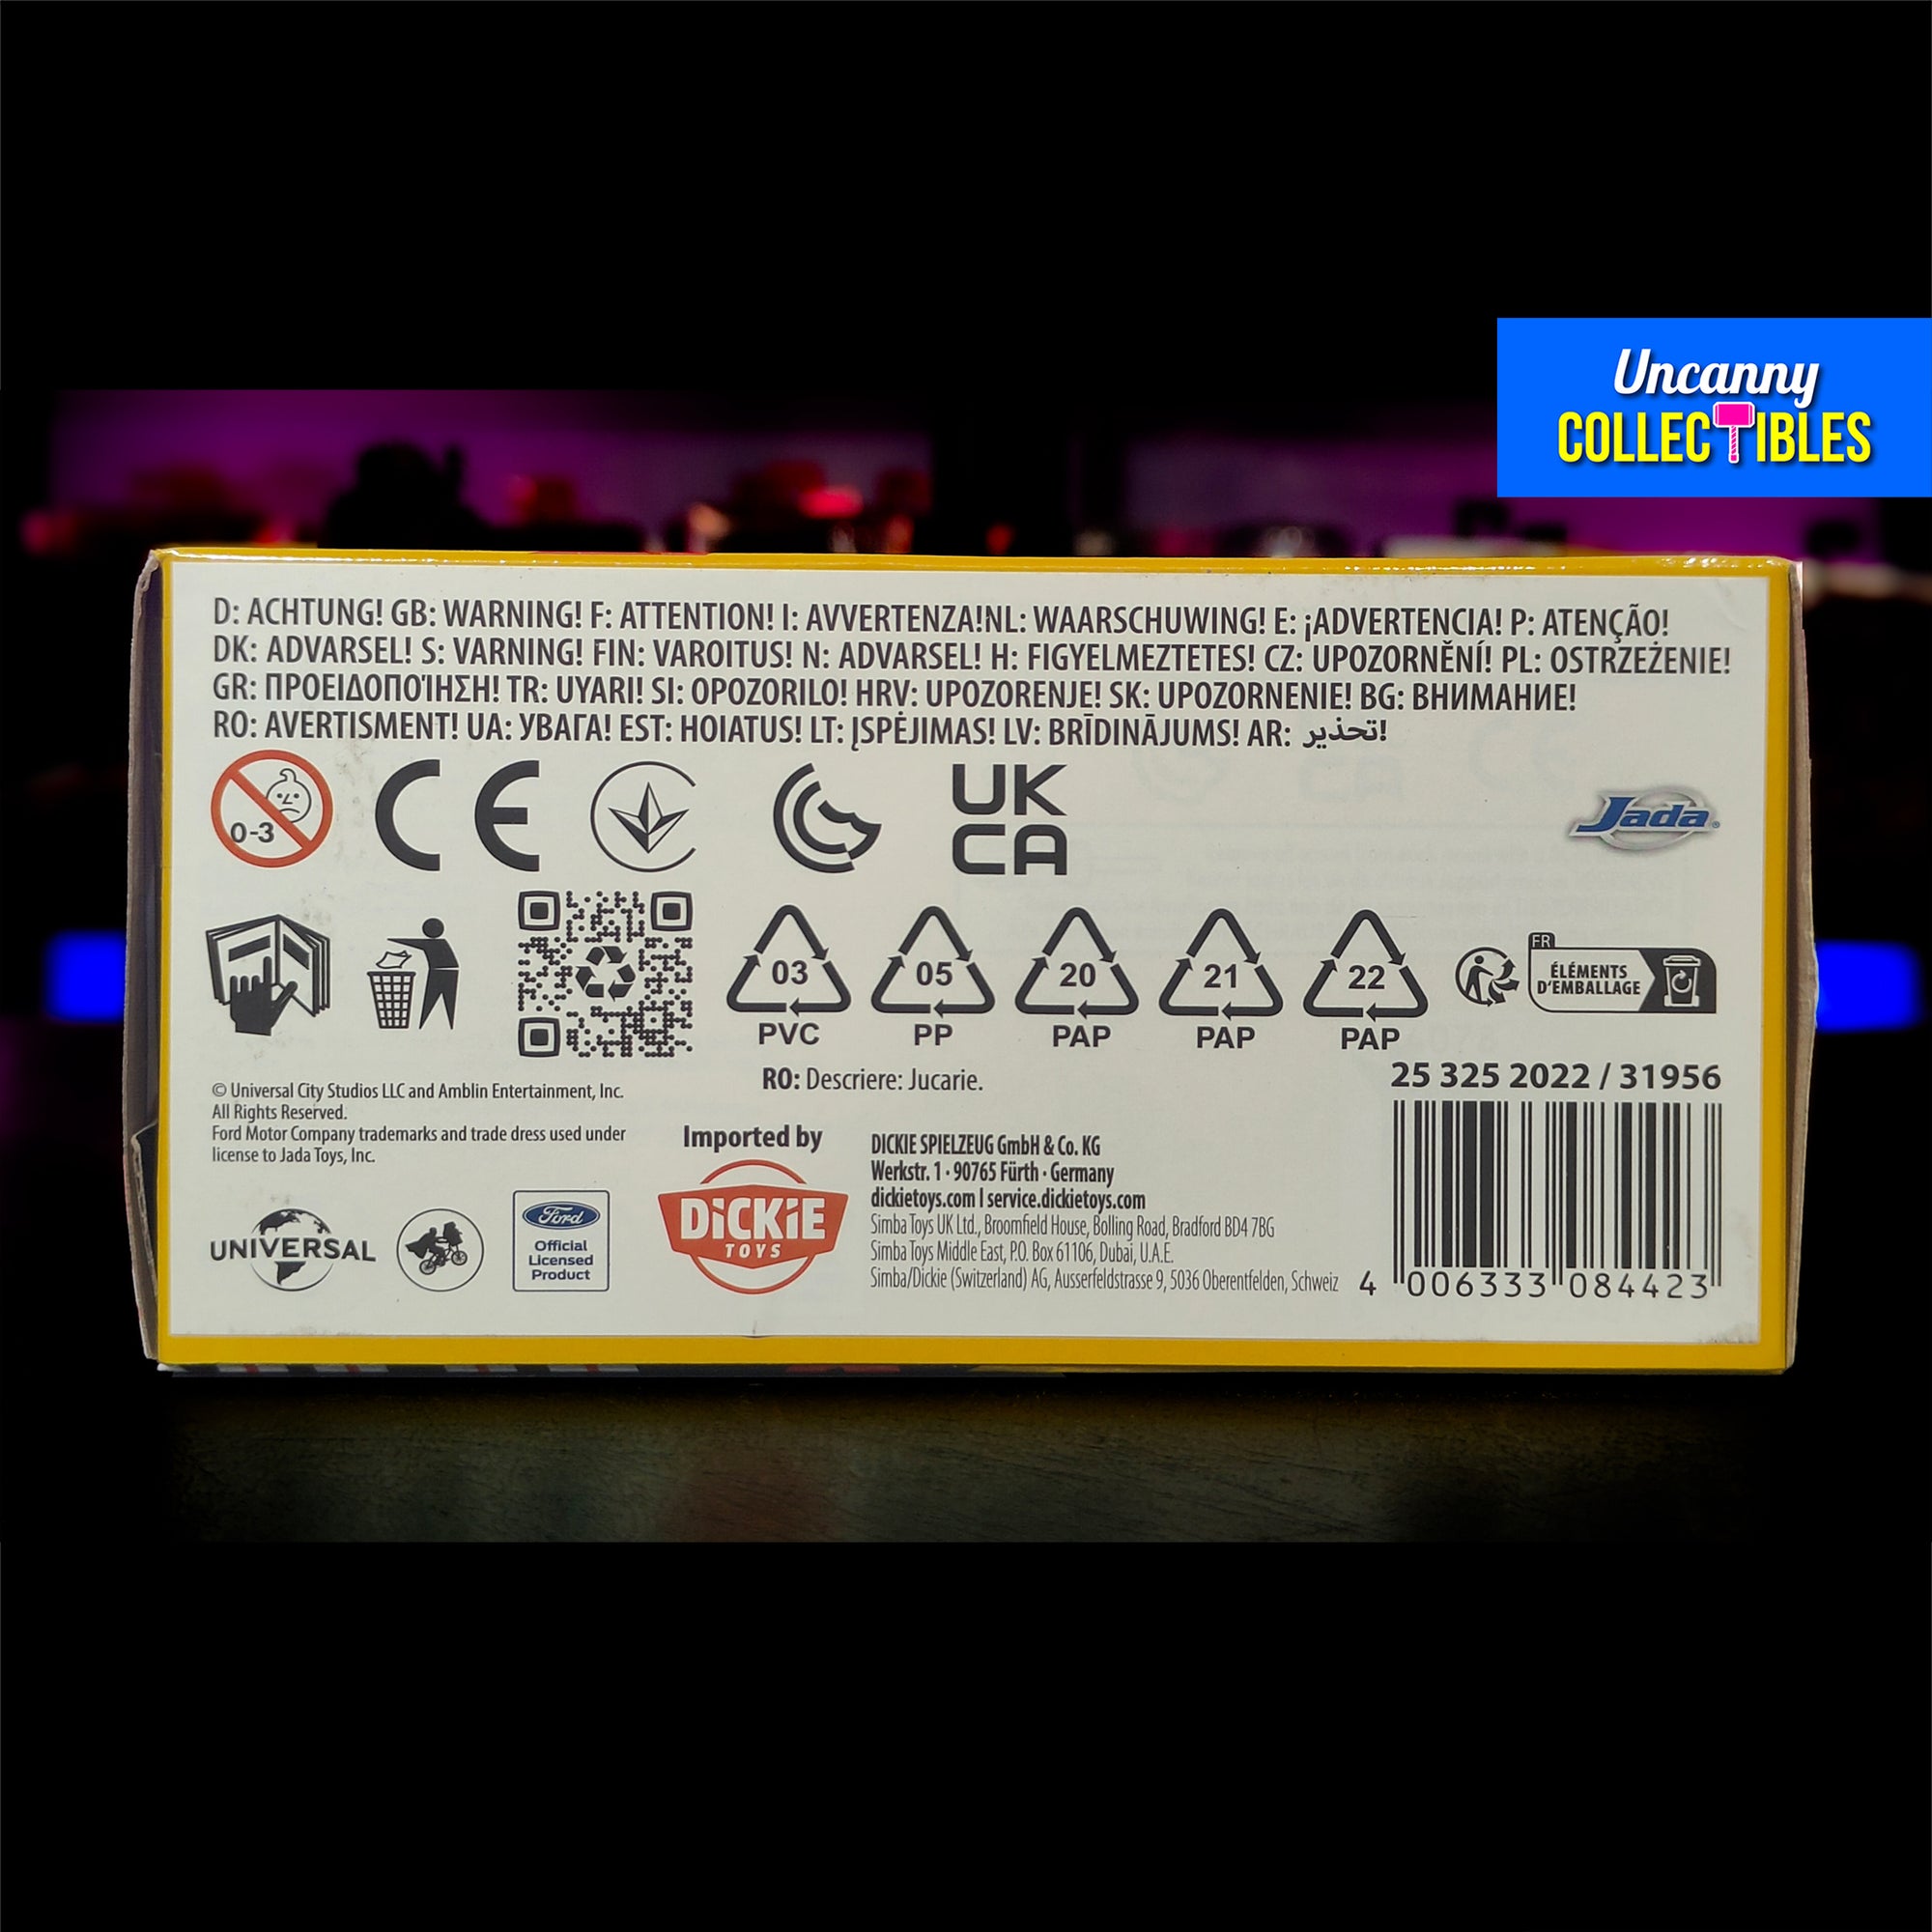 Uncanny
COLLECTIBLES
D: ACHTUNG! GB: WARNING! F: ATTENTION! I: AVVERTENZA!NL: WAARSCHUWING! E: ¡ADVERTENCIA! P: ATENÇÃO!
DK: ADVARSEL! S: VARNING! FIN: VAROITUS! N: ADVARSEL! H: FIGYELMEZTETES! CZ: UPOZORNĚNÍ! PL: OSTRZEŻENIE!
GR: ΠΡΟΕΙΔΟΠΟΊΗΣΗ! TR: UYARI! SI: OPOZORILO! HRV: UPOZORENJE! SK: UPOZORNENIE! BG: ВНИМАНИЕ!
RO: AVERTISMENT! UA: УВАГА! EST: HOIATUS! LT: ĮSPĖJIMAS! LV: BRĪDINĀJUMS! AR: تحذير!
0-3
CE
UK
CA
Jada®
03
05
20
21
22
PVC
PP
PAP
PAP
PAP
FR
ÉLÉMENTS
D'EMBALLAGE
RO: Descriere: Jucarie.
25 325 2022 / 31956
© Universal City Studios LLC and Amblin Entertainment, Inc.
All Rights Reserved.
Ford Motor Company trademarks and trade dress used under
license to Jada Toys, Inc.
UNIVERSAL
Ford
Official
Licensed
Product
Imported by
DICKIE
TOYS
DICKIE SPIELZEUG GmbH & Co. KG
Werkstr. 1 · 90765 Fürth · Germany
dickietoys.com | service.dickietoys.com
Simba Toys UK Ltd., Broomfield House, Bolling Road, Bradford BD4 7BG
Simba Toys Middle East, P.O. Box 61106, Dubai, U.A.E.
Simba/Dickie (Switzerland) AG, Ausserfeldstrasse 9, 5036 Oberentfelden, Schweiz
4 006333 084423